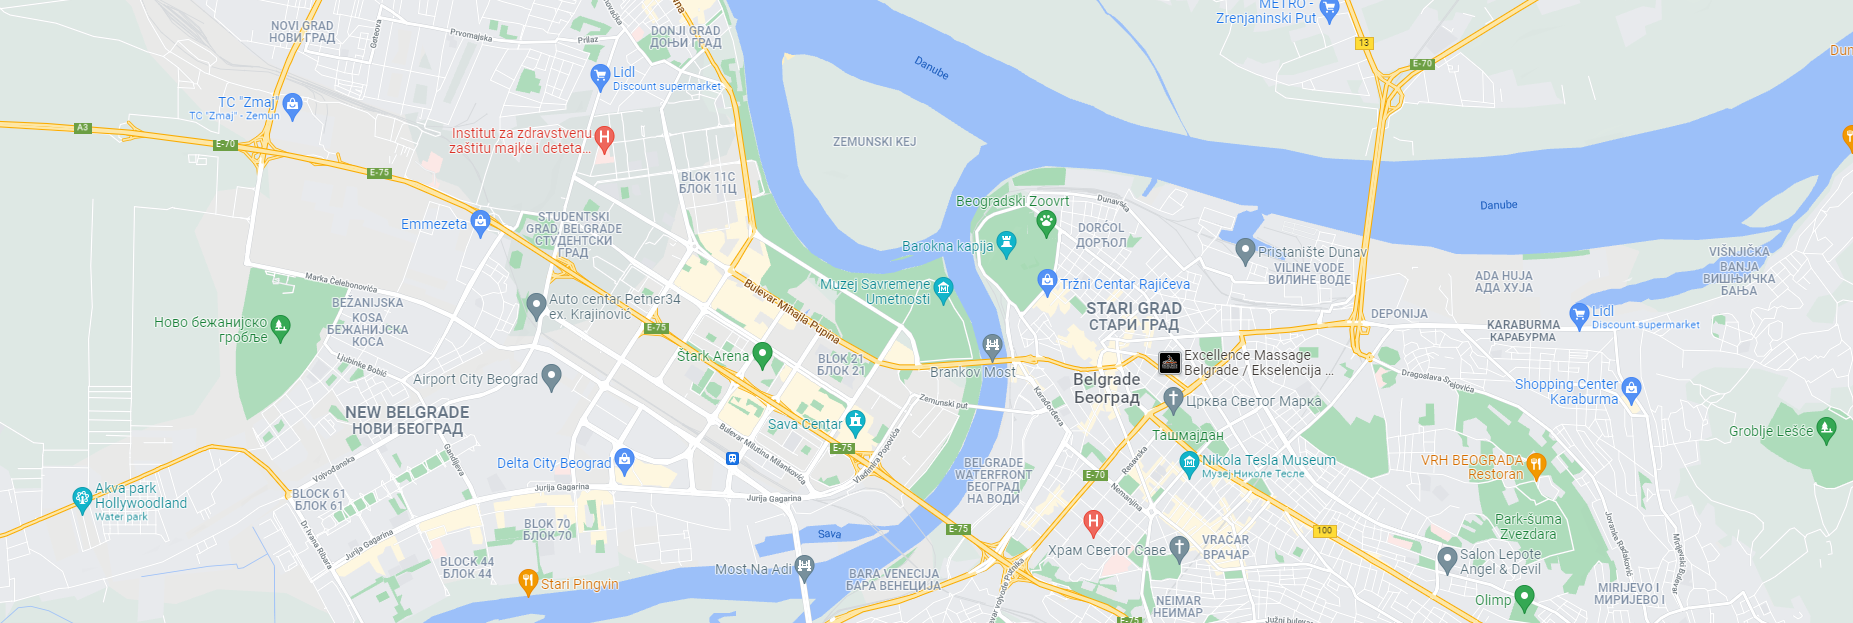 METRO -
Zrenjaninski Put
NOVI GRAD
НОВИ ГРАД
Geteova
Prvomajska
Prilaz
DONJI GRAD
ДОЊИ ГРАД
13
E-70
Danube
Lidl
Discount supermarket
TC "Zmaj"
TC "Zmaj" - Zemun
A3
E-70
Institut za zdravstvenu
zaštitu majke i deteta...
ZEMUNSKI KEJ
E-75
BLOK 11C
БЛОК 11Ц
Beogradski Zoovrt
Dunavska
Danube
Emmezeta
STUDENTSKI
GRAD, BELGRADE
СТУДЕНТСКИ
ГРАД
Barokna kapija
DORĆOL
ДОРЋОЛ
Pristanište Dunav
VILINE VODE
ВИЛИНЕ ВОДЕ
VIŠNJIČKA
BANJA
ВИШЊИЧКА
БАЊА
ADA HUJA
АДА ХУЈА
Marka Čelebonovića
BEŽANIJSKA
KOSA
БЕЖАНИЈСКА
КОСА
Auto centar Petner34
ex. Krajinović
Bulevar Mihajla Pupina
Muzej Savremene
Umetnosti
Tržni Centar Rajićeva
STARI GRAD
СТАРИ ГРАД
DEPONIJA
KARABURMA
КАРАБУРМА
Lidl
Discount supermarket
Ново бежанијско
гробље
E-75
Ljubinke Bobić
Štark Arena
BLOK 21
БЛОК 21
Brankov Most
Excellence Massage
Belgrade / Ekselencija ...
Airport City Beograd
Belgrade
Београд
Karađorđeva
Dragoslava Srejovića
Shopping Center
Karaburma
Zemunski put
Црква Светог Марка
NEW BELGRADE
НОВИ БЕОГРАД
Sava Centar
E-75
Bulevar Milutina Milankovića
Vladimira Popovića
Ташмајдан
Groblje Lešće
Vojvođanska
Gandijeva
Delta City Beograd
BELGRADE
WATERFRONT
БЕОГРАД
НА ВОДИ
Resavska
Nikola Tesla Museum
Музеј Николе Тесле
VRH BEOGRADA
Restoran
E-70
Akva park
Hollywoodland
Water park
BLOCK 61
БЛОК 61
Jurija Gagarina
Jurija Gagarina
Nemanjina
Dr Ivana Ribara
Jurija Gagarina
BLOK 70
БЛОК 70
Sava
E-75
100
VRAČAR
ВРАЧАР
Park-šuma
Zvezdara
Jovanke Radaković
Mirijevski Bulevar
BLOCK 44
БЛОК 44
Stari Pingvin
Most Na Adi
BARA VENECIJA
БАРА ВЕНЕЦИЈА
Храм Светог Саве
Salon Lepote
Angel & Devil
NEIMAR
НЕИМАР
E-75
Olimp
MIRIJEVO I
МИРИЈЕВО I